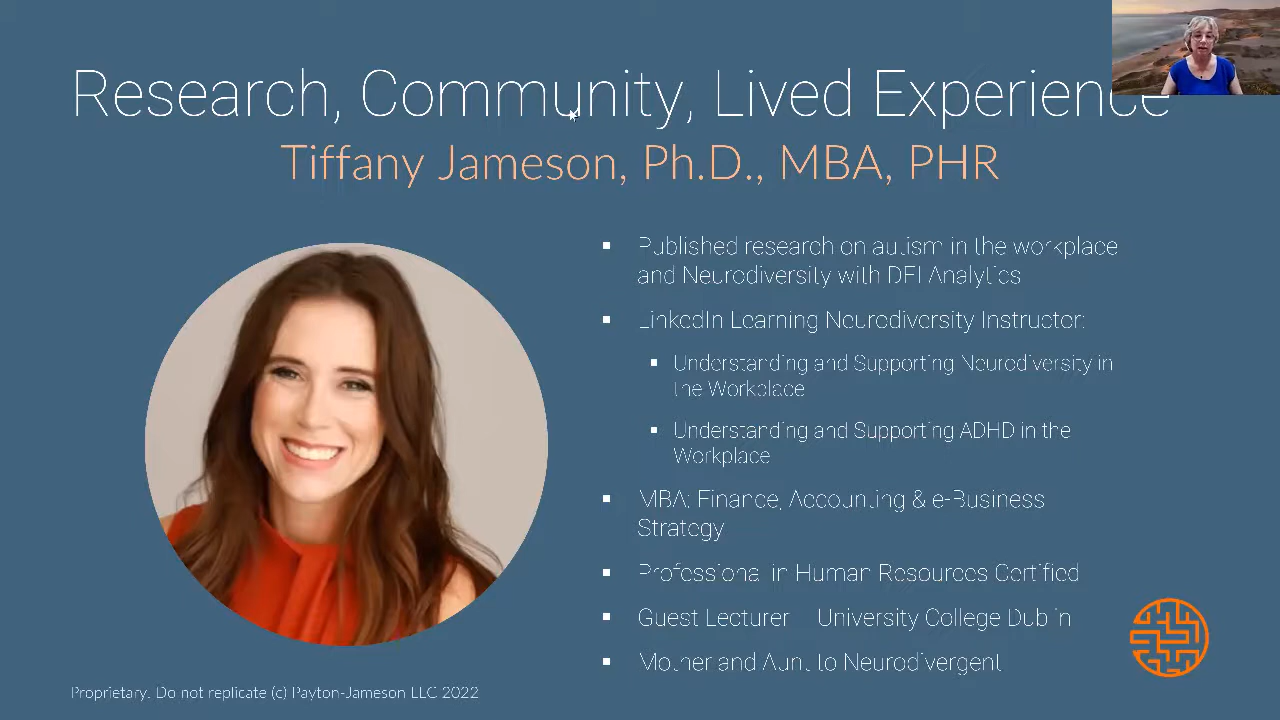 Research, Community, Lived Experience
Tiffany Jameson, Ph.D., MBA, PHR
Published research on autism in the workplace
and Neurodiversity with DFI Analytics
LinkedIn Learning Neurodiversity Instructor:
Understanding and Supporting Neurodiversity in
the Workplace
Understanding and Supporting ADHD in the
Workplace
MBA: Finance, Accounting & e-Business
Strategy
Professional in Human Resources Certified
Guest Lecturer – University College Dublin
Mother and Aunt to Neurodivergent
Proprietary. Do not replicate (c) Payton-Jameson LLC 2022